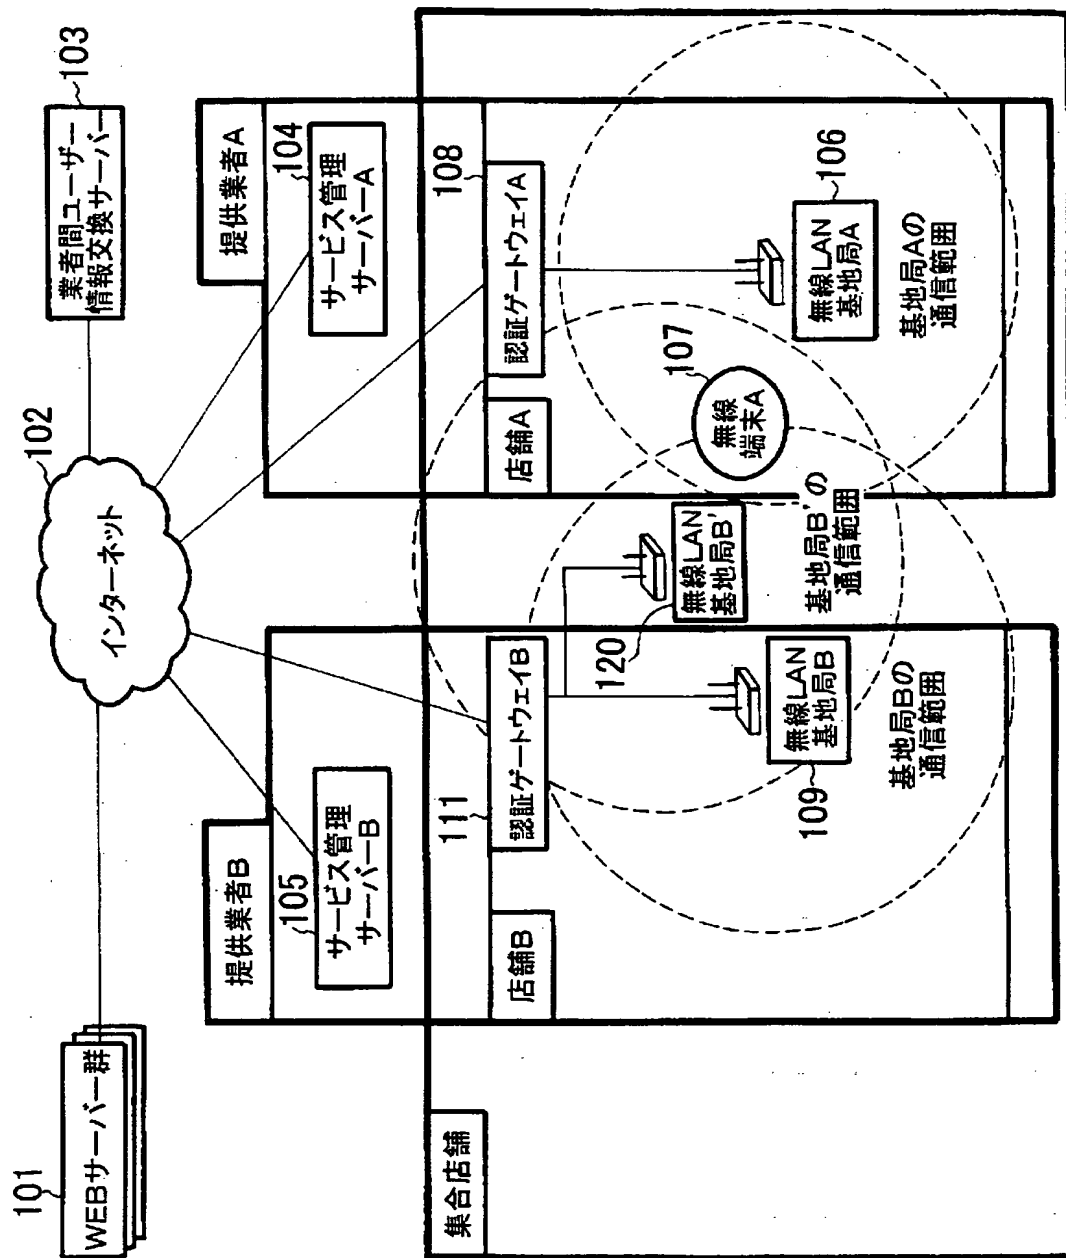 101
WEBサーバー群
102
インターネット
103
業者間ユーザー
情報交換サーバー
提供業者B
105
サービス管理
サーバーB
提供業者A
104
サービス管理
サーバーA
集合店舗
店舗B
111
認証ゲートウェイB
109
無線LAN
基地局B
基地局Bの
通信範囲
120
無線LAN
基地局B'
基地局B'の
通信範囲
店舗A
108
認証ゲートウェイA
107
無線
端末A
106
無線LAN
基地局A
基地局Aの
通信範囲